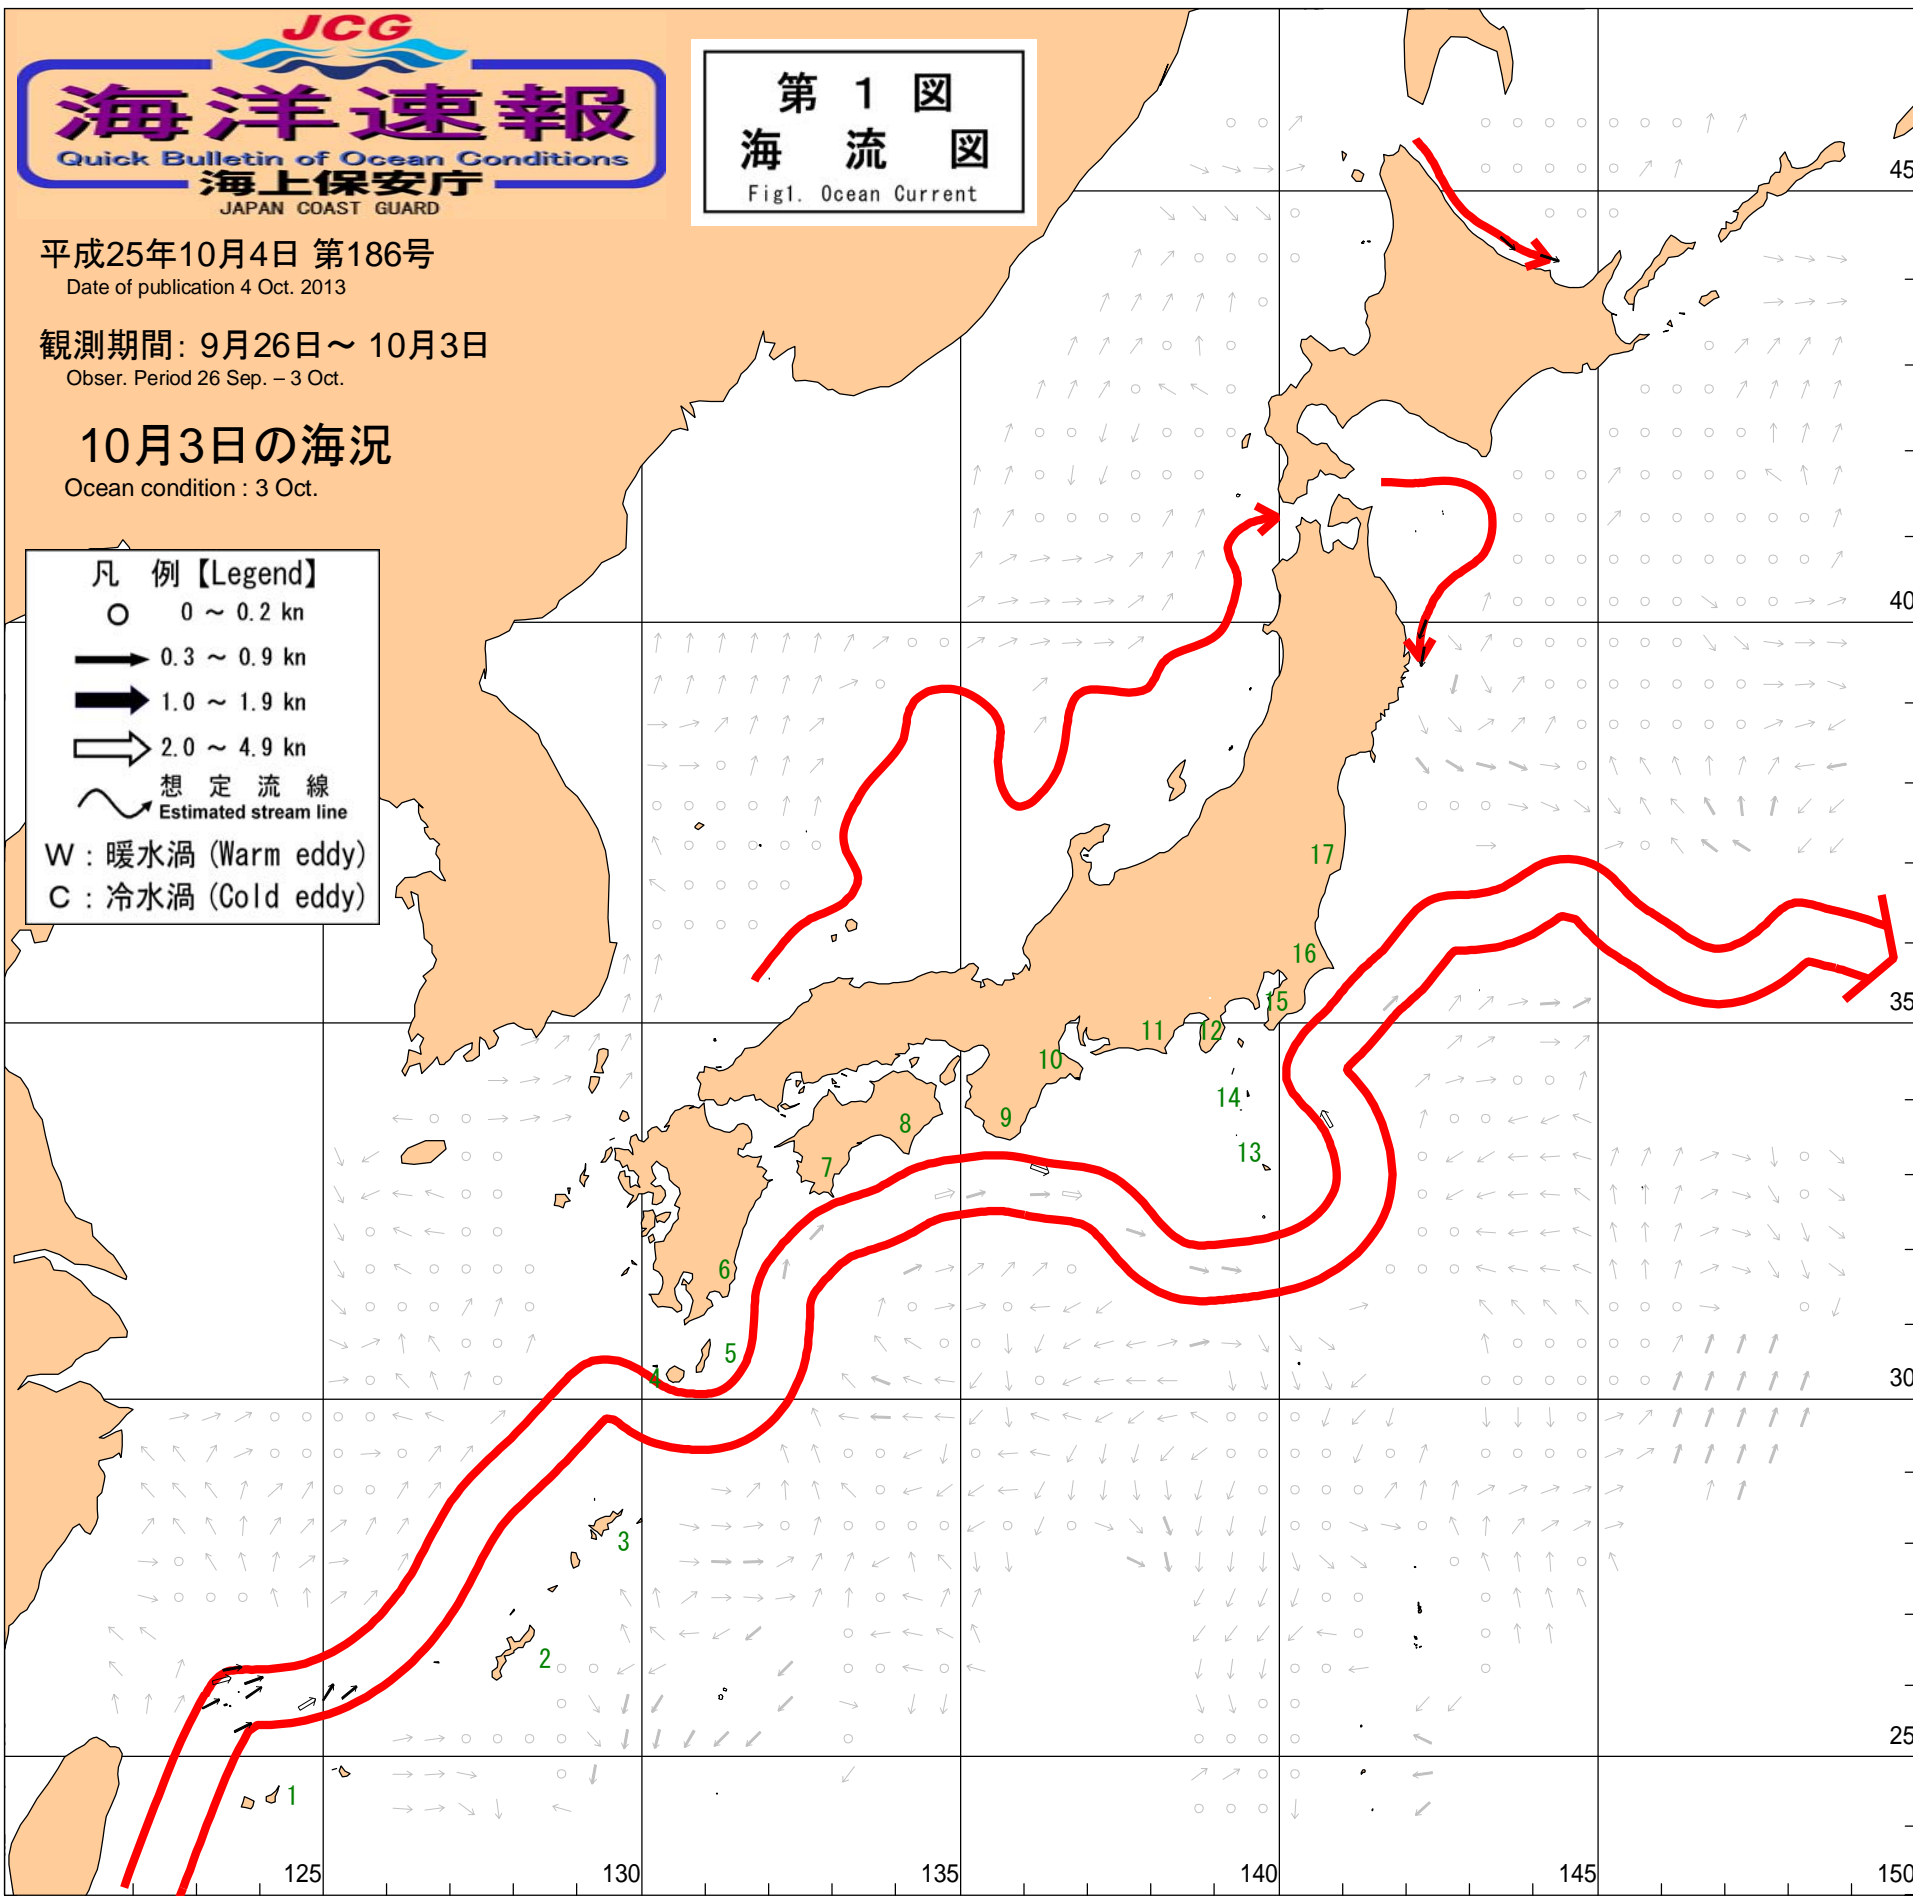 JCG
海洋速報
Quick Bulletin of Ocean Conditions
海上保安庁
JAPAN COAST GUARD
第 1 図
海 流 図
Fig1. Ocean Current
平成25年10月4日 第186号
Date of publication 4 Oct. 2013
観測期間: 9月26日～ 10月3日
Obser. Period 26 Sep. – 3 Oct.
10月3日の海況
Ocean condition : 3 Oct.
凡 例【Legend】
0 ～ 0.2 kn
0.3 ～ 0.9 kn
1.0 ～ 1.9 kn
2.0 ～ 4.9 kn
想 定 流 線
Estimated stream line
W : 暖水渦 (Warm eddy)
C : 冷水渦 (Cold eddy)
45
40
17
16
35
15
12
11
10
14
9
8
13
7
6
5
4
30
3
2
25
1
125
130
135
140
145
150